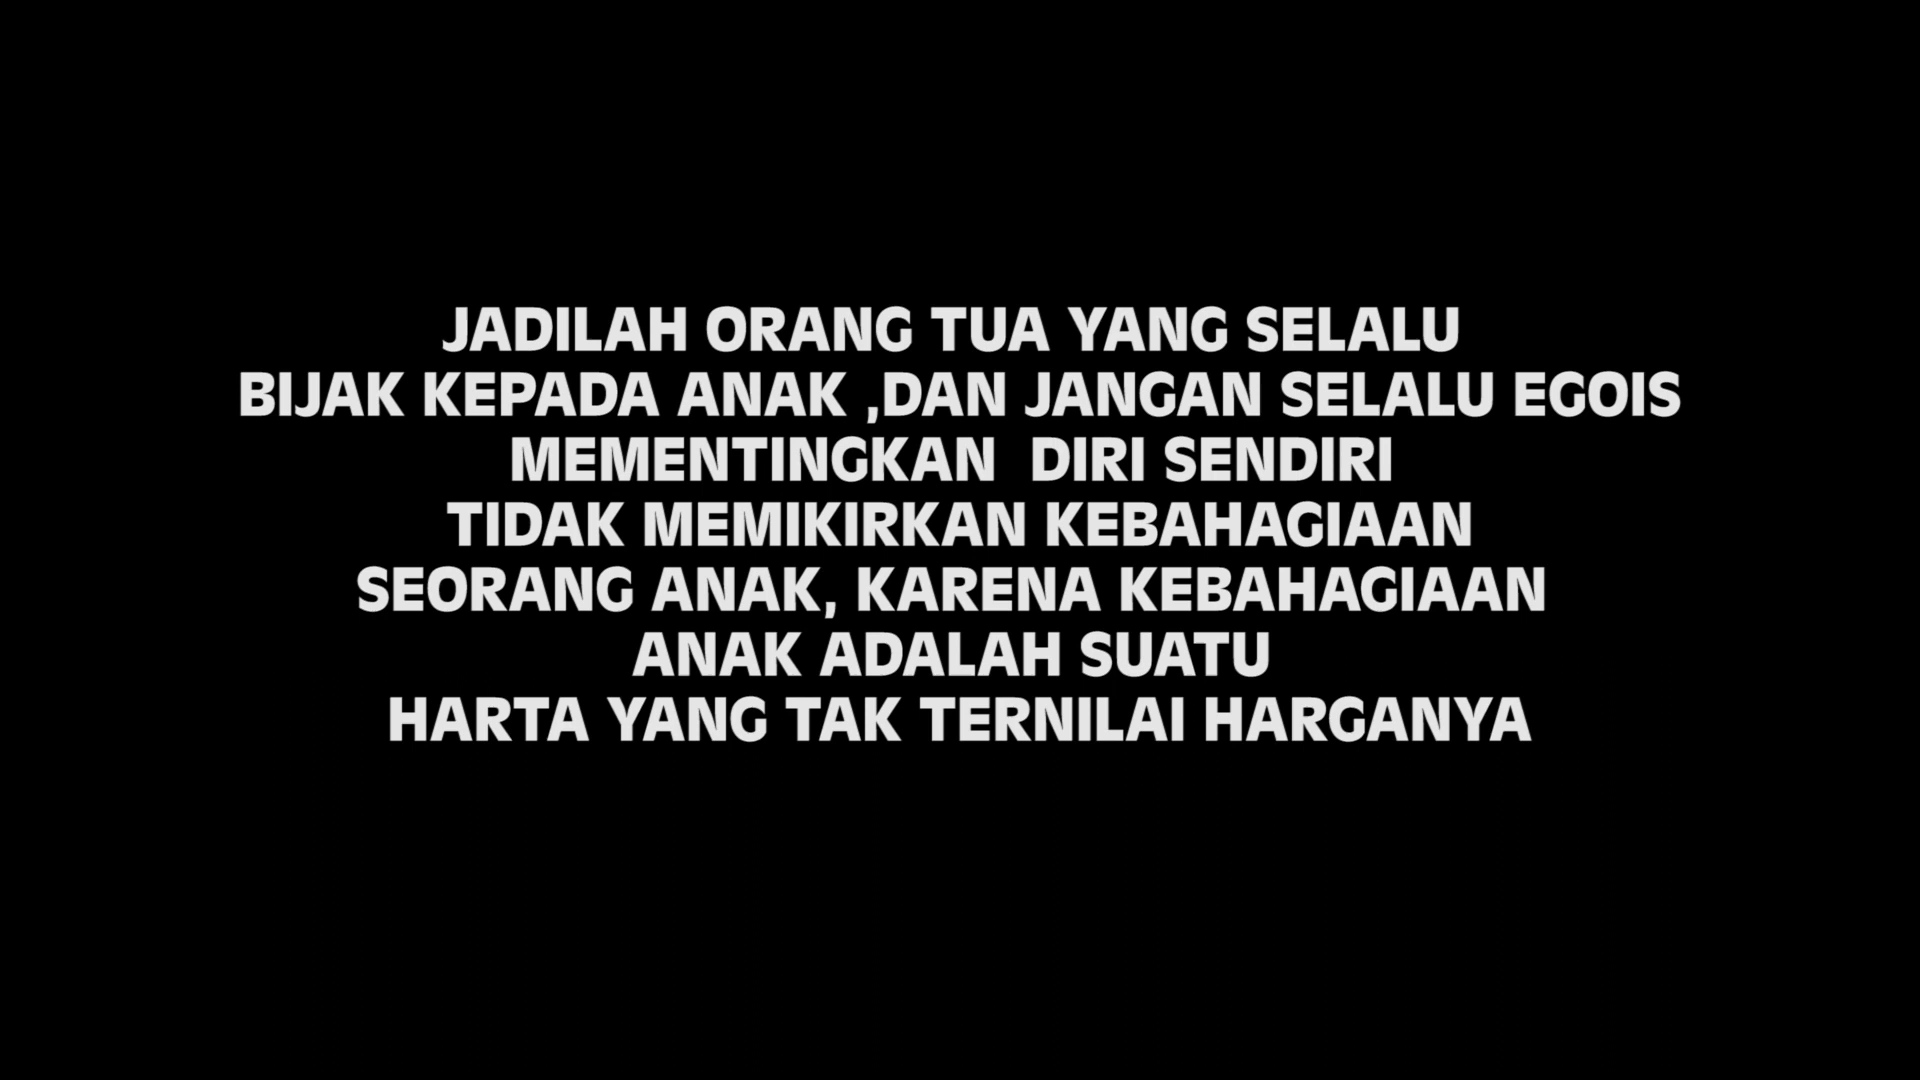 JADILAH ORANG TUA YANG SELALU
BIJAK KEPADA ANAK ,DAN JANGAN SELALU EGOIS
MEMENTINGKAN  DIRI SENDIRI
TIDAK MEMIKIRKAN KEBAHAGIAAN
SEORANG ANAK, KARENA KEBAHAGIAAN
ANAK ADALAH SUATU
HARTA YANG TAK TERNILAI HARGANYA